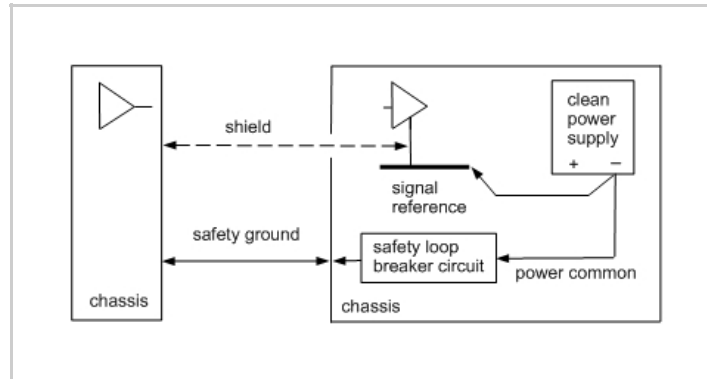 clean
power
supply
+ −
shield
signal
reference
safety ground
safety loop
breaker circuit
power common
chassis
chassis